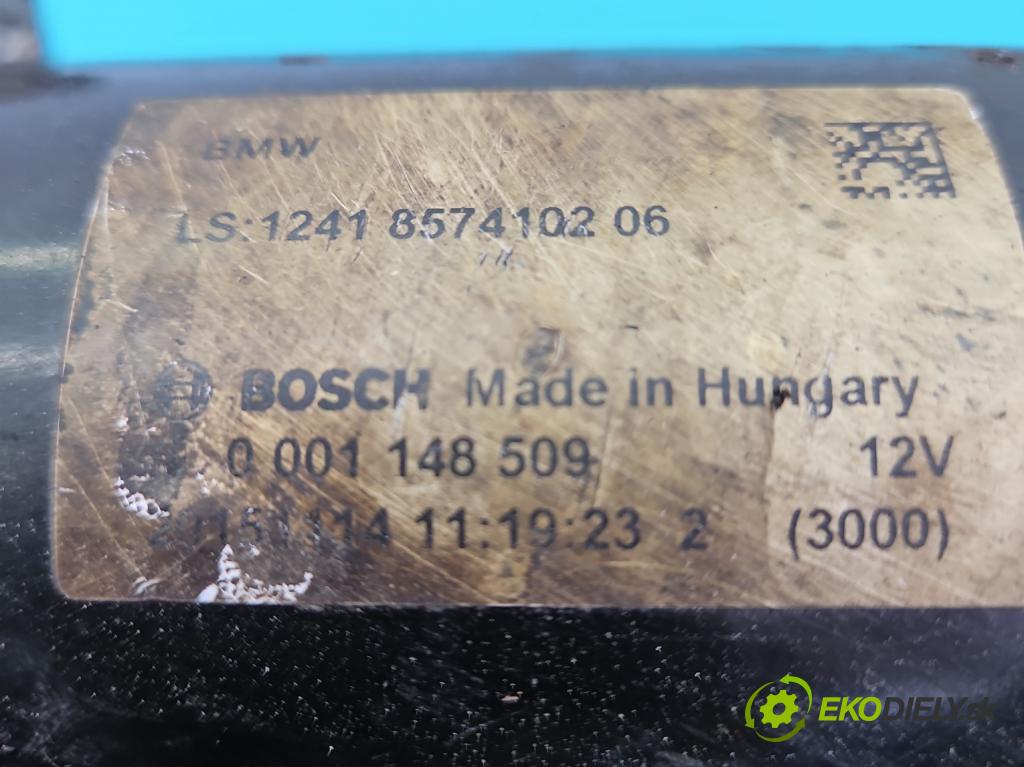 BMW
LS:1241 8574102 06
BOSCH Made in Hungary
0 001 148 509 12V
11:19:23 2 (3000)
EKODIELY.sk